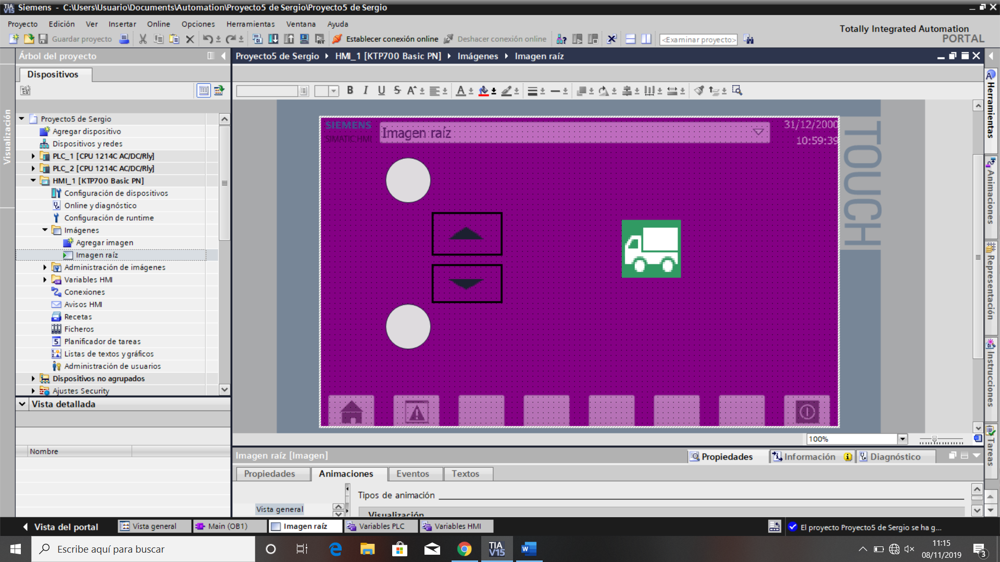 Siemens - C:\Users\Usuario\Documents\Automation\Proyecto5 de Sergio\Proyecto5 de Sergio
Proyecto Edición Ver Insertar Online Opciones Herramientas Ventana Ayuda
Totally Integrated Automation
PORTAL
Guardar proyecto
Establecer conexión online
Deshacer conexión online
<Examinar proyecto>
Árbol del proyecto
Proyecto5 de Sergio HMI_1 [KTP700 Basic PN] Imágenes Imagen raíz
Dispositivos
Visualización
Proyecto5 de Sergio
Agregar dispositivo
Dispositivos y redes
PLC_1 [CPU 1214C AC/DC/Rly]
PLC_2 [CPU 1214C AC/DC/Rly]
HMI_1 [KTP700 Basic PN]
Configuración de dispositivos
Online y diagnóstico
Configuración de runtime
Imágenes
Agregar imagen
Imagen raíz
Administración de imágenes
Variables HMI
Conexiones
Avisos HMI
Recetas
Ficheros
Planificador de tareas
Listas de textos y gráficos
Administración de usuarios
Dispositivos no agrupados
Ajustes Security
Vista detallada
Nombre
SIEMENS
SIMATIC HMI
Imagen raíz
31/12/2000
10:59:39
TOUCH
Herramientas
Animaciones
Representación
Instrucciones
Tareas
100%
Imagen raíz [Imagen]
Propiedades Información Diagnóstico
Propiedades Animaciones Eventos Textos
Tipos de animación
Vista general
Visualización
Vista del portal
Vista general
Main (OB1)
Imagen raíz
Variables PLC
Variables HMI
El proyecto Proyecto5 de Sergio se ha g...
Escribe aquí para buscar
TIA
V15
11:15
08/11/2019
3